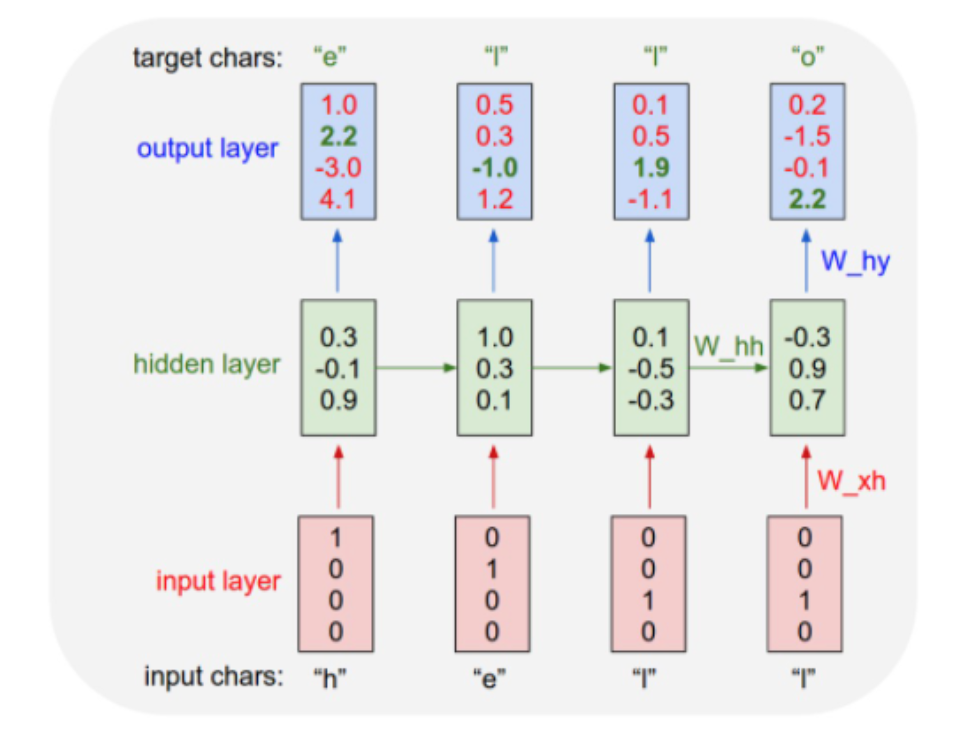 target chars: “e” “l” “l” “o”
1.0 0.5 0.1 0.2
2.2 0.3 0.5 -1.5
output layer
-3.0 -1.0 1.9 -0.1
4.1 1.2 -1.1 2.2
W_hy
0.3 1.0 0.1 -0.3
W_hh
hidden layer
-0.1 0.3 -0.5 0.9
0.9 0.1 -0.3 0.7
W_xh
1 0 0 0
0 1 0 0
input layer
0 0 1 1
0 0 0 0
input chars: “h” “e” “l” “l”